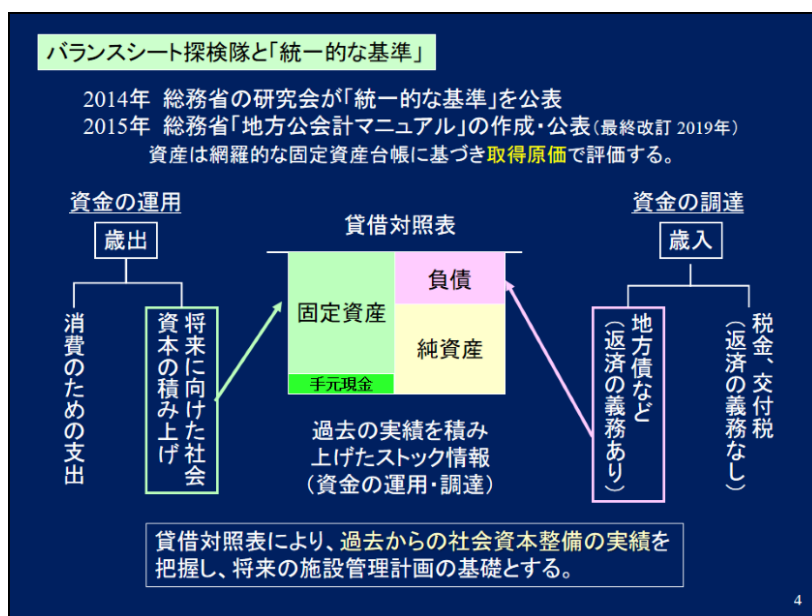 バランスシート探検隊と「統一的な基準」
2014年 総務省の研究会が「統一的な基準」を公表
2015年 総務省「地方公会計マニュアル」の作成・公表(最終改訂 2019年)
資産は網羅的な固定資産台帳に基づき取得原価で評価する。
資金の運用
歳出
消費のための支出
将来に向けた社会
資本の積み上げ
貸借対照表
固定資産
手元現金
負債
純資産
過去の実績を積み
上げたストック情報
(資金の運用・調達)
資金の調達
歳入
地方債など
(返済の義務あり)
税金、交付税
(返済の義務なし)
貸借対照表により、過去からの社会資本整備の実績を
把握し、将来の施設管理計画の基礎とする。
4